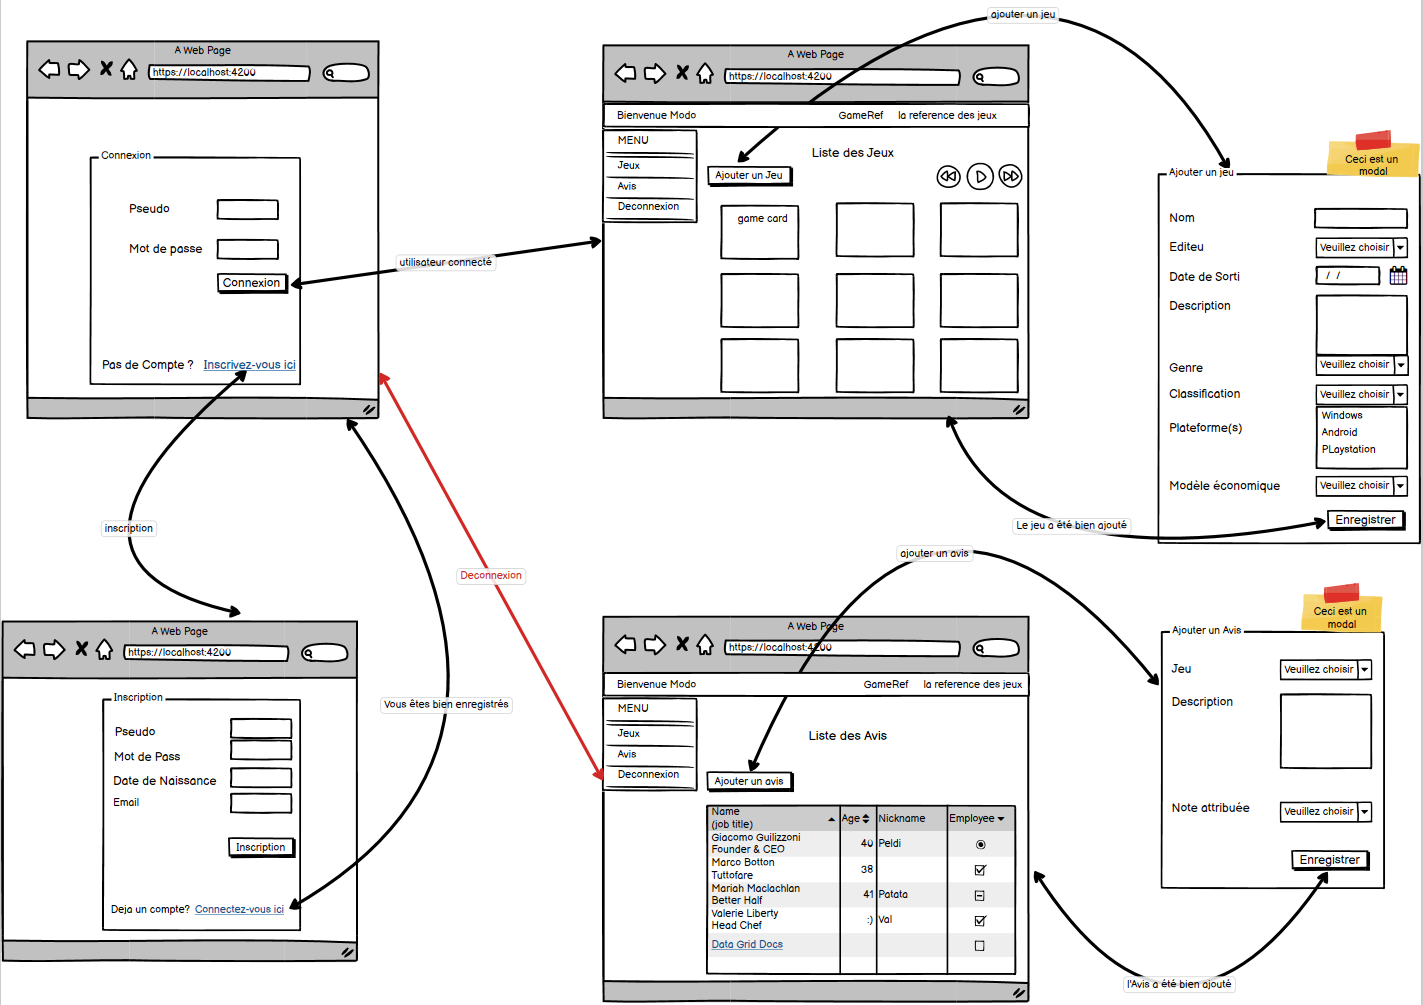 A Web Page
https://localhost:4200
Connexion
Pseudo
Mot de passe
Connexion
Pas de Compte ? Inscrivez-vous ici
utilisateur connecté
inscription
Deconnexion
Vous êtes bien enregistrés
A Web Page
https://localhost:4200
Inscription
Pseudo
Mot de Pass
Date de Naissance
Email
Inscription
Deja un compte? Connectez-vous ici
ajouter un jeu
A Web Page
https://localhost:4200
Bienvenue Modo GameRef la reference des jeux
MENU
Jeux
Avis
Deconnexion
Liste des Jeux
Ajouter un Jeu
game card
Ceci est un
modal
Ajouter un jeu
Nom
Editeu Veuillez choisir
Date de Sorti / /
Description
Genre Veuillez choisir
Classification Veuillez choisir
Plateforme(s)
Windows
Android
PLaystation
Modèle économique Veuillez choisir
Enregistrer
Le jeu a été bien ajouté
ajouter un avis
A Web Page
https://localhost:4200
Bienvenue Modo GameRef la reference des jeux
MENU
Jeux
Avis
Deconnexion
Liste des Avis
Ajouter un avis
Name
(job title) Age Nickname Employee
Giacomo Guilizzoni
Founder & CEO 40 Peldi
Marco Botton
Tuttofare 38
Mariah Maclachlan
Better Half 41 Patata
Valerie Liberty
Head Chef :) Val
Data Grid Docs
Ceci est un
modal
Ajouter un Avis
Jeu Veuillez choisir
Description
Note attribuée Veuillez choisir
Enregistrer
l'Avis a été bien ajouté